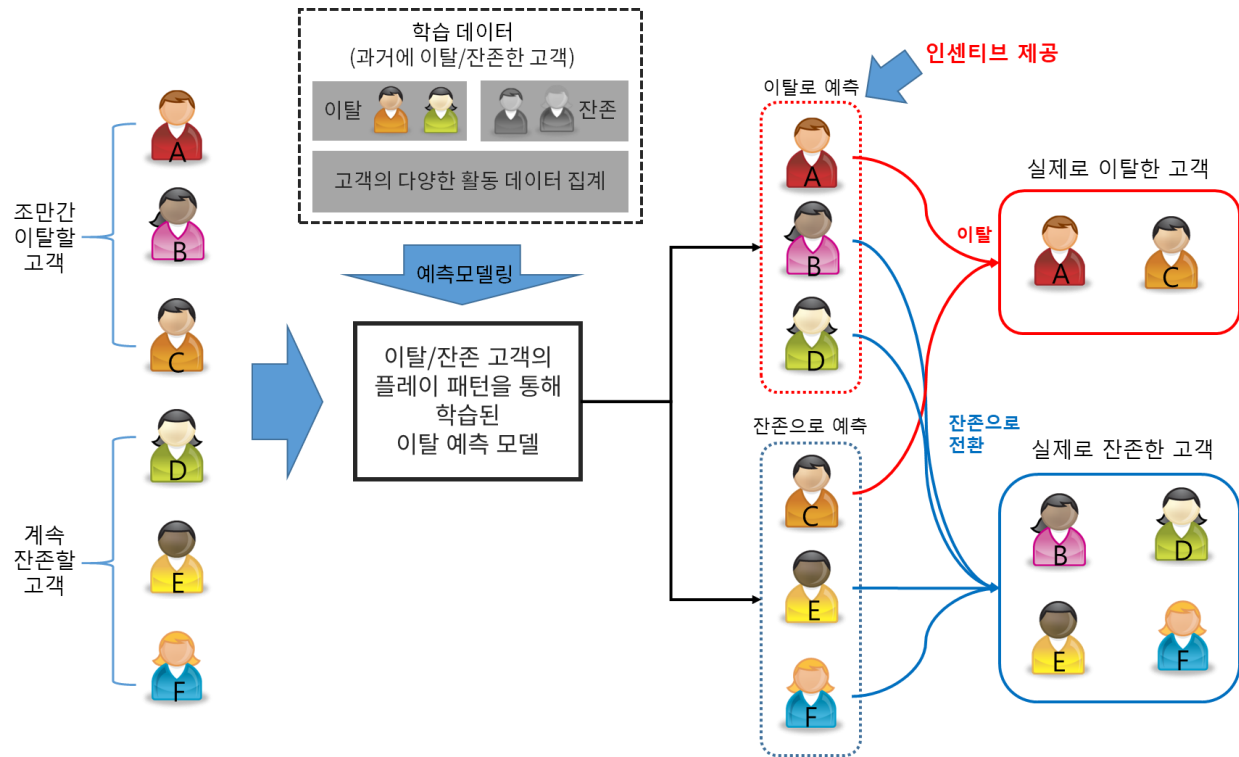 학습 데이터
(과거에 이탈/잔존한 고객)
이탈
잔존
고객의 다양한 활동 데이터 집계
예측모델링
조만간
이탈할
고객
A
B
C
계속
잔존할
고객
D
E
F
이탈/잔존 고객의
플레이 패턴을 통해
학습된
이탈 예측 모델
인센티브 제공
이탈로 예측
A
B
D
잔존으로 예측
C
E
F
이탈
잔존으로
전환
실제로 이탈한 고객
A
C
실제로 잔존한 고객
B
D
E
F